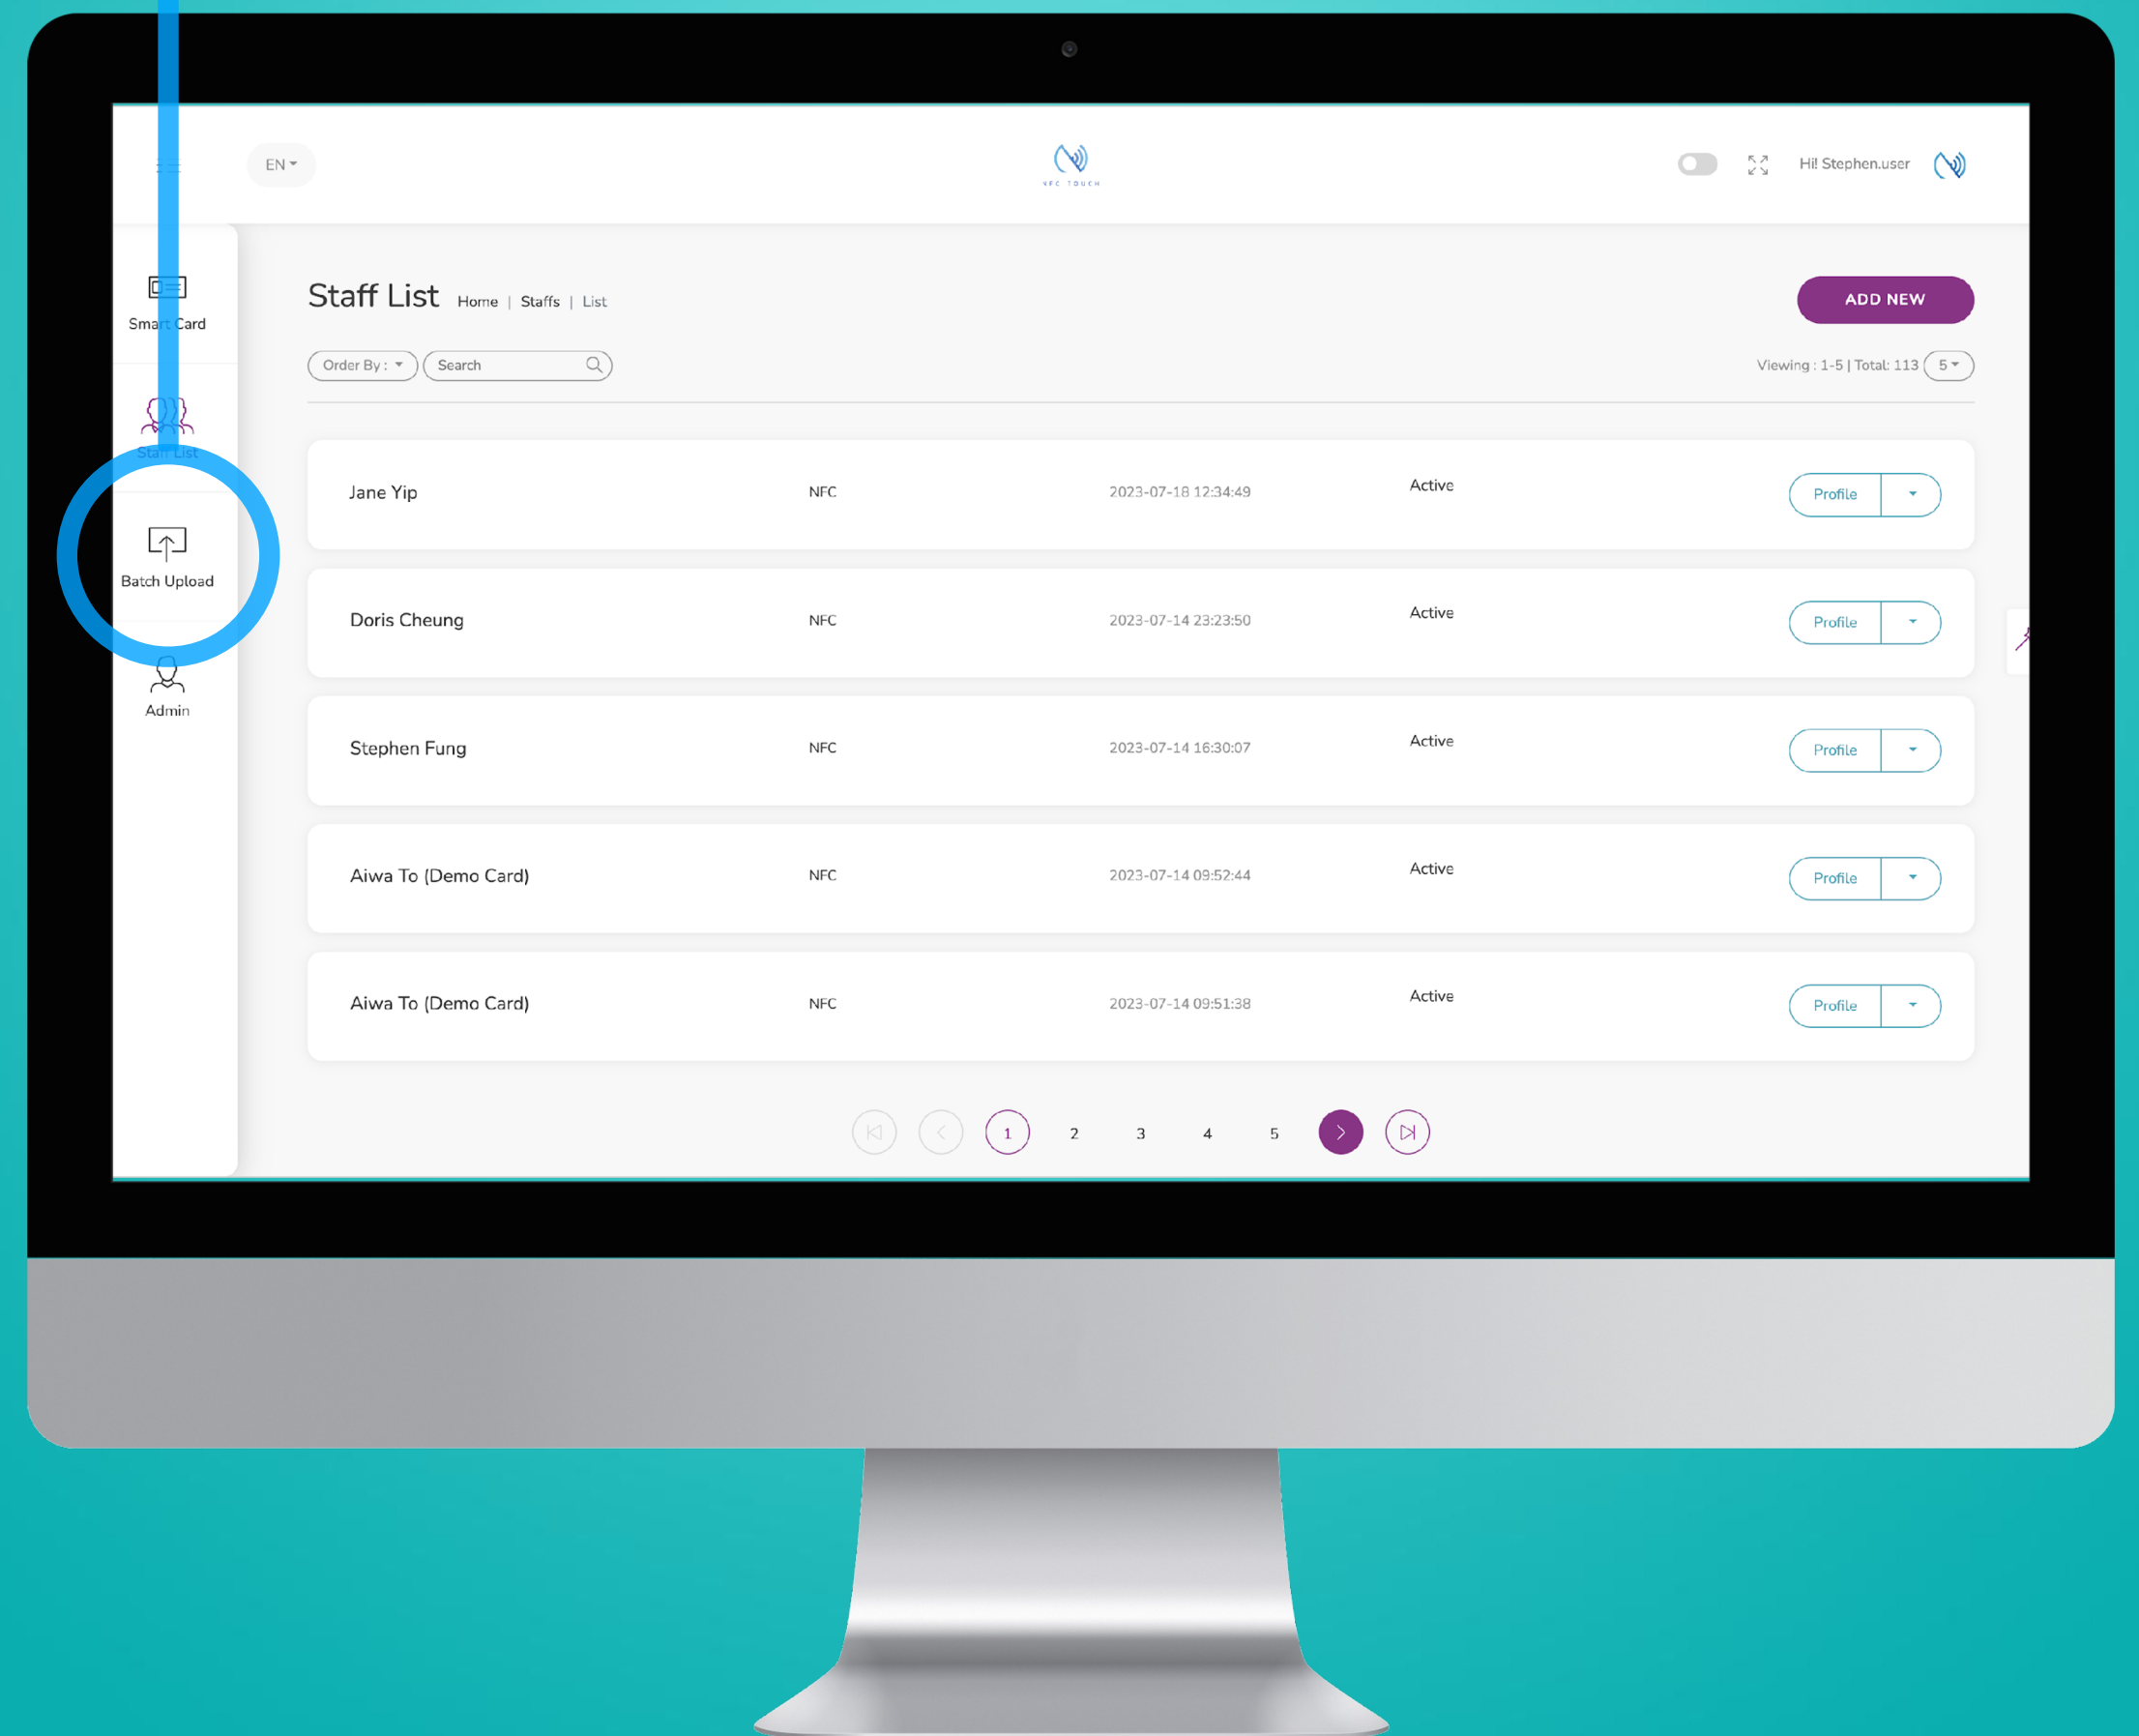 EN
NFC TOUCH
Hi! Stephen.user
Smart Card
Staff List
Batch Upload
Admin
Staff List Home | Staffs | List
ADD NEW
Order By : Search
Viewing : 1-5 | Total: 113 5
Jane Yip NFC 2023-07-18 12:34:49 Active Profile
Doris Cheung NFC 2023-07-14 23:23:50 Active Profile
Stephen Fung NFC 2023-07-14 16:30:07 Active Profile
Aiwa To (Demo Card) NFC 2023-07-14 09:52:44 Active Profile
Aiwa To (Demo Card) NFC 2023-07-14 09:51:38 Active Profile
1 2 3 4 5